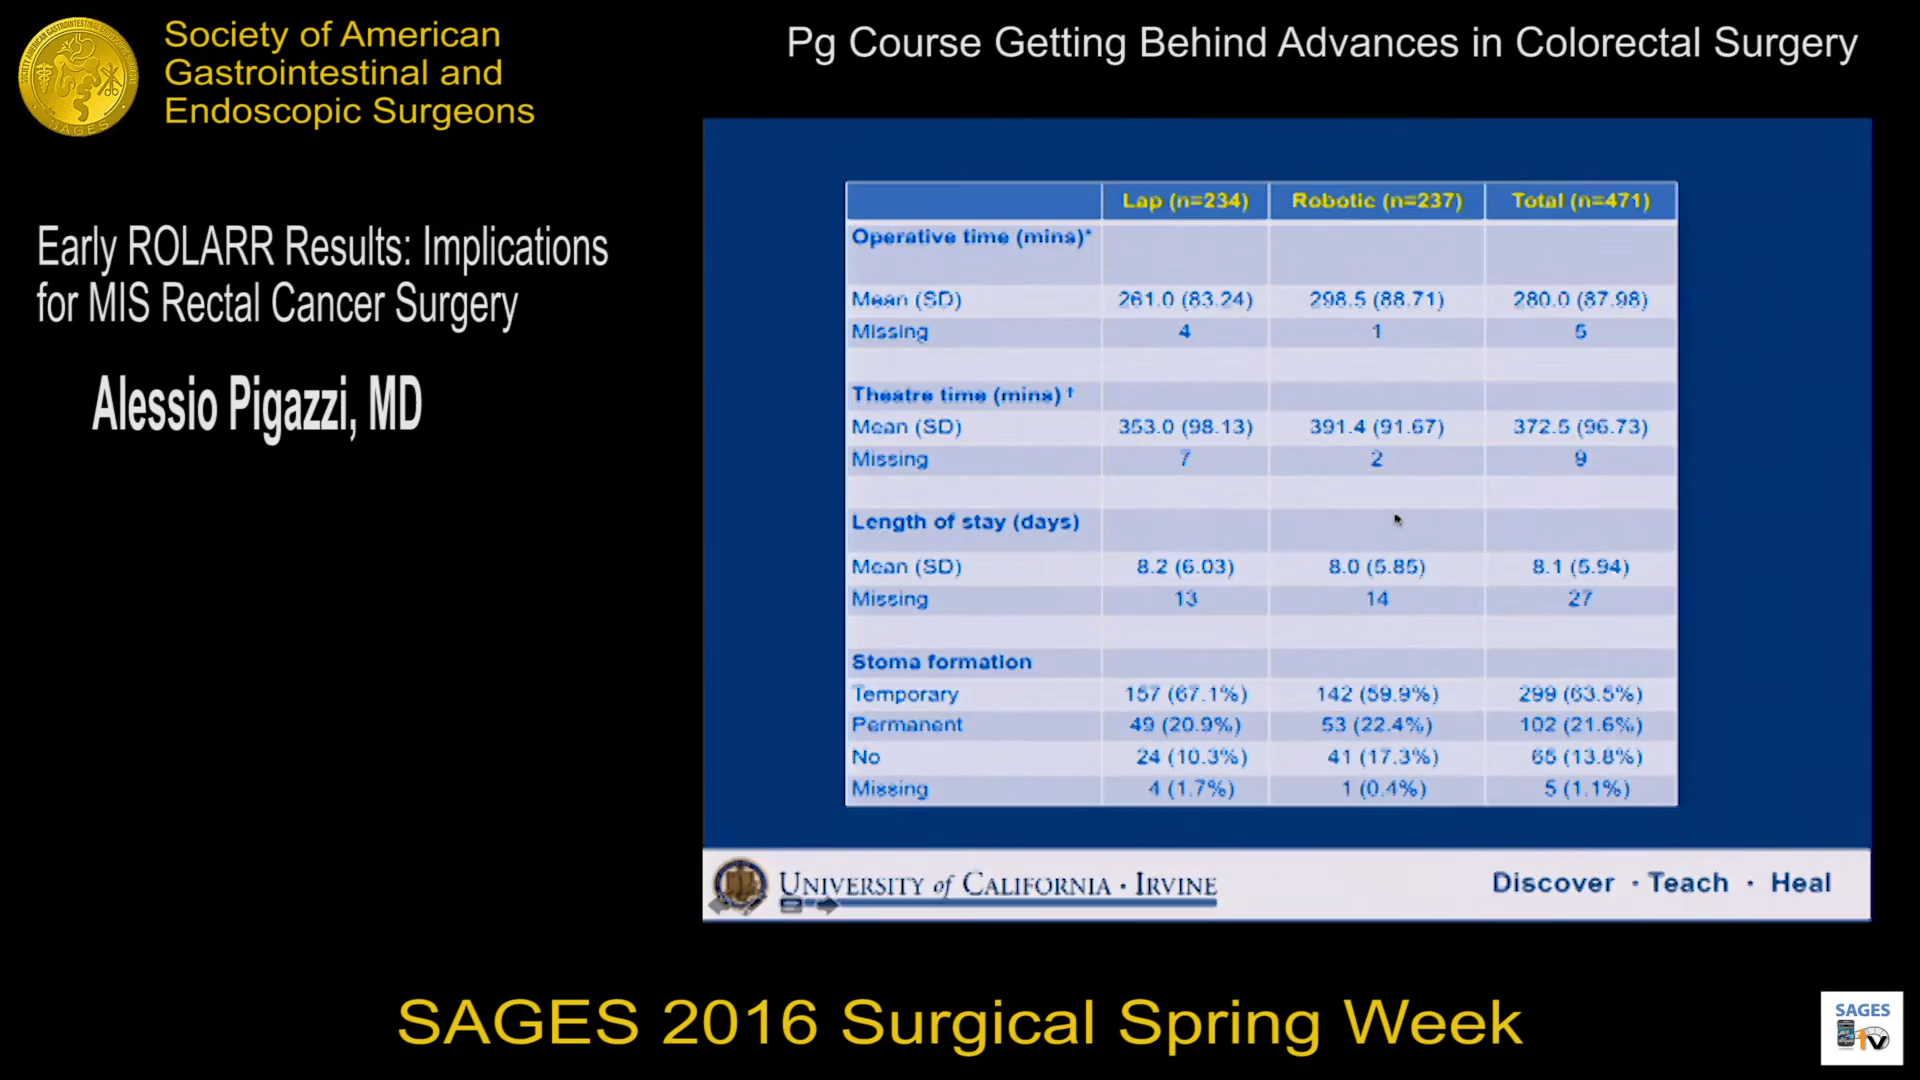 Society of American
Gastrointestinal and
Endoscopic Surgeons
Pg Course Getting Behind Advances in Colorectal Surgery
SAGES
Early ROLARR Results: Implications
for MIS Rectal Cancer Surgery
Alessio Pigazzi, MD
Lap (n=234) Robotic (n=237) Total (n=471)
Operative time (mins)*
Mean (SD) 261.0 (83.24) 298.5 (88.71) 280.0 (87.98)
Missing 4 1 5
Theatre time (mins) †
Mean (SD) 353.0 (98.13) 391.4 (91.67) 372.5 (96.73)
Missing 7 2 9
Length of stay (days)
Mean (SD) 8.2 (6.03) 8.0 (5.85) 8.1 (5.94)
Missing 13 14 27
Stoma formation
Temporary 157 (67.1%) 142 (59.9%) 299 (63.5%)
Permanent 49 (20.9%) 53 (22.4%) 102 (21.6%)
No 24 (10.3%) 41 (17.3%) 65 (13.8%)
Missing 4 (1.7%) 1 (0.4%) 5 (1.1%)
UNIVERSITY of CALIFORNIA · IRVINE
Discover · Teach · Heal
SAGES 2016 Surgical Spring Week
SAGES
tv